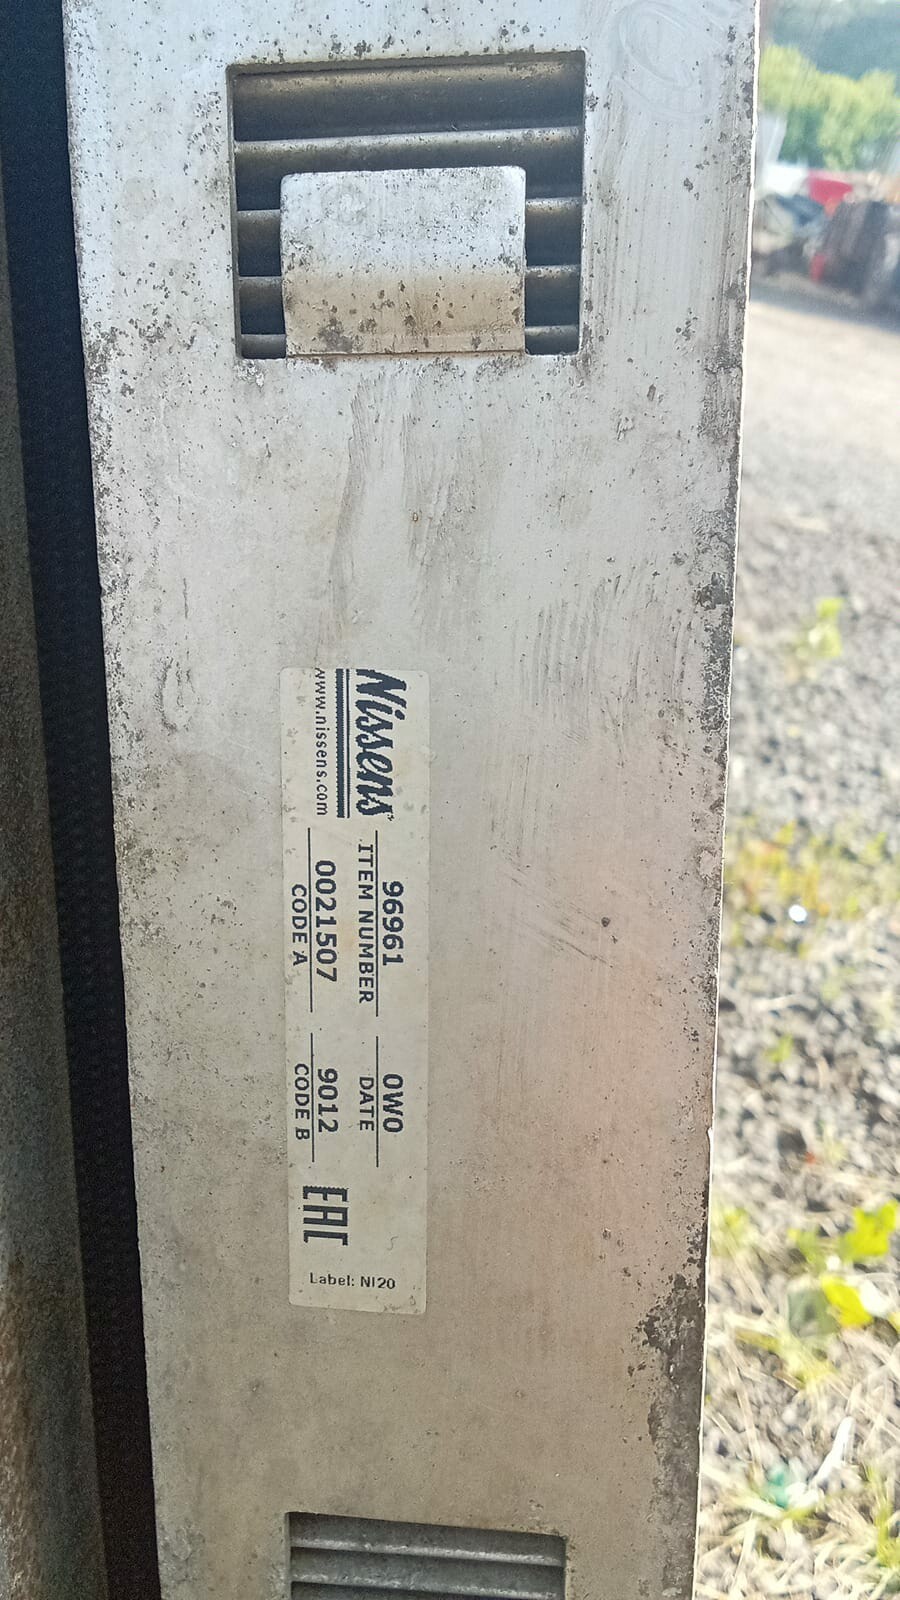 Nissens
www.nissens.com
96961
ITEM NUMBER
0021507
CODE A
0W0
DATE
9012
CODE B
EAC
Label: NI20